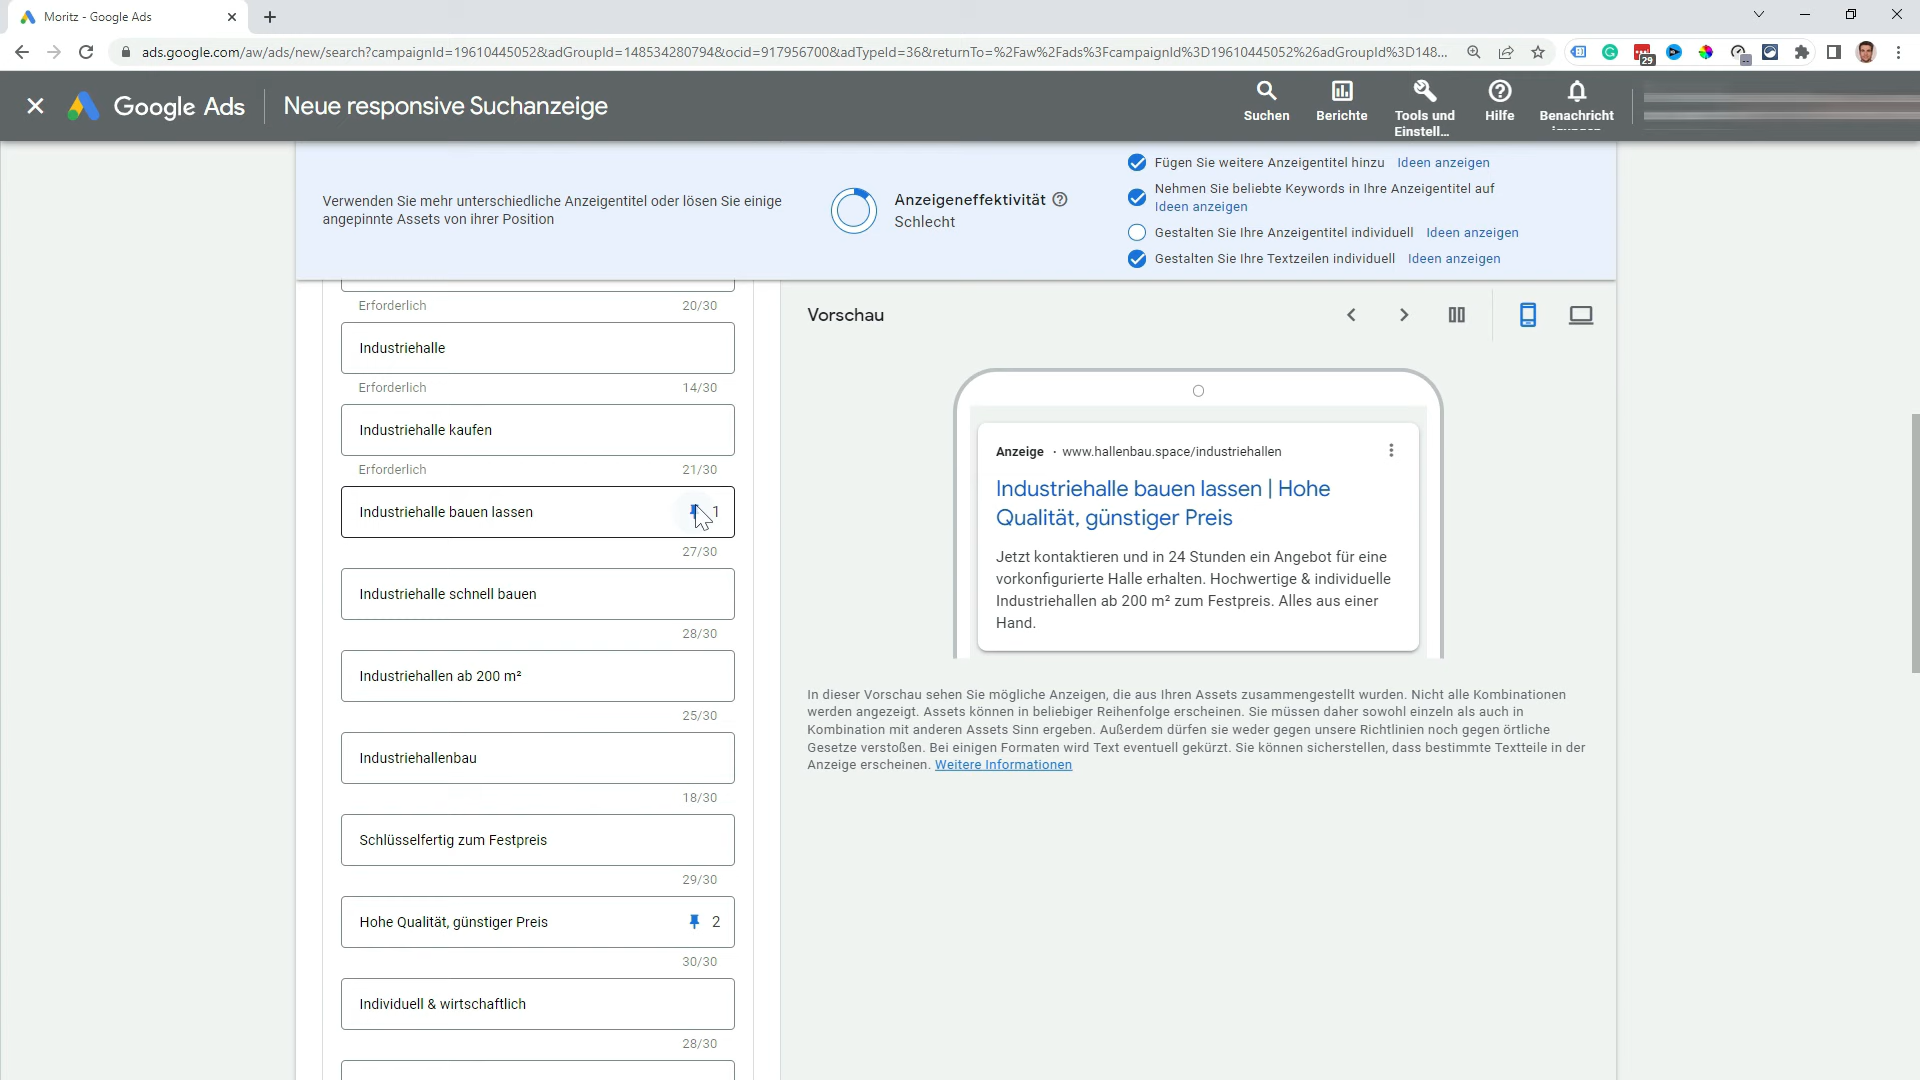 Moritz - Google Ads
ads.google.com/aw/ads/new/search?campaignId=19610445052&adGroupId=148534280794&ocid=917956700&adTypeId=36&returnTo=%2Faw%2Fads%3FcampaignId%3D19610445052%26adGroupId%3D148...
29
Google Ads
Neue responsive Suchanzeige
Suchen
Berichte
Tools und
Einstell...
Hilfe
Benachricht
Verwenden Sie mehr unterschiedliche Anzeigentitel oder lösen Sie einige
angepinnte Assets von ihrer Position
Anzeigeneffektivität
Schlecht
Fügen Sie weitere Anzeigentitel hinzu Ideen anzeigen
Nehmen Sie beliebte Keywords in Ihre Anzeigentitel auf
Ideen anzeigen
Gestalten Sie Ihre Anzeigentitel individuell Ideen anzeigen
Gestalten Sie Ihre Textzeilen individuell Ideen anzeigen
Erforderlich 20/30
Industriehalle
Erforderlich 14/30
Industriehalle kaufen
Erforderlich 21/30
Industriehalle bauen lassen 1
27/30
Industriehalle schnell bauen
28/30
Industriehallen ab 200 m²
25/30
Industriehallenbau
18/30
Schlüsselfertig zum Festpreis
29/30
Hohe Qualität, günstiger Preis 2
30/30
Individuell & wirtschaftlich
28/30
Vorschau
Anzeige · www.hallenbau.space/industriehallen
Industriehalle bauen lassen | Hohe
Qualität, günstiger Preis
Jetzt kontaktieren und in 24 Stunden ein Angebot für eine
vorkonfigurierte Halle erhalten. Hochwertige & individuelle
Industriehallen ab 200 m² zum Festpreis. Alles aus einer
Hand.
In dieser Vorschau sehen Sie mögliche Anzeigen, die aus Ihren Assets zusammengestellt wurden. Nicht alle Kombinationen
werden angezeigt. Assets können in beliebiger Reihenfolge erscheinen. Sie müssen daher sowohl einzeln als auch in
Kombination mit anderen Assets Sinn ergeben. Außerdem dürfen sie weder gegen unsere Richtlinien noch gegen örtliche
Gesetze verstoßen. Bei einigen Formaten wird Text eventuell gekürzt. Sie können sicherstellen, dass bestimmte Textteile in der
Anzeige erscheinen. Weitere Informationen